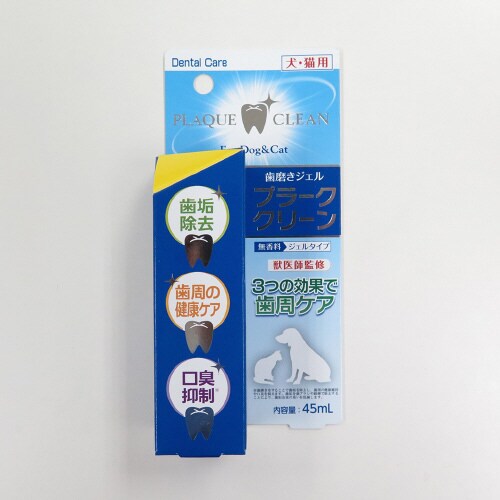 Dental Care
犬・猫用
PLAQUE CLEAN
Dog&Cat
歯磨きジェル
プラーク
クリーン
無香料 ジェルタイプ
獣医師監修
3つの効果で
歯周ケア
内容量:45mL
歯垢
除去
歯周の
健康ケア
口臭
抑制